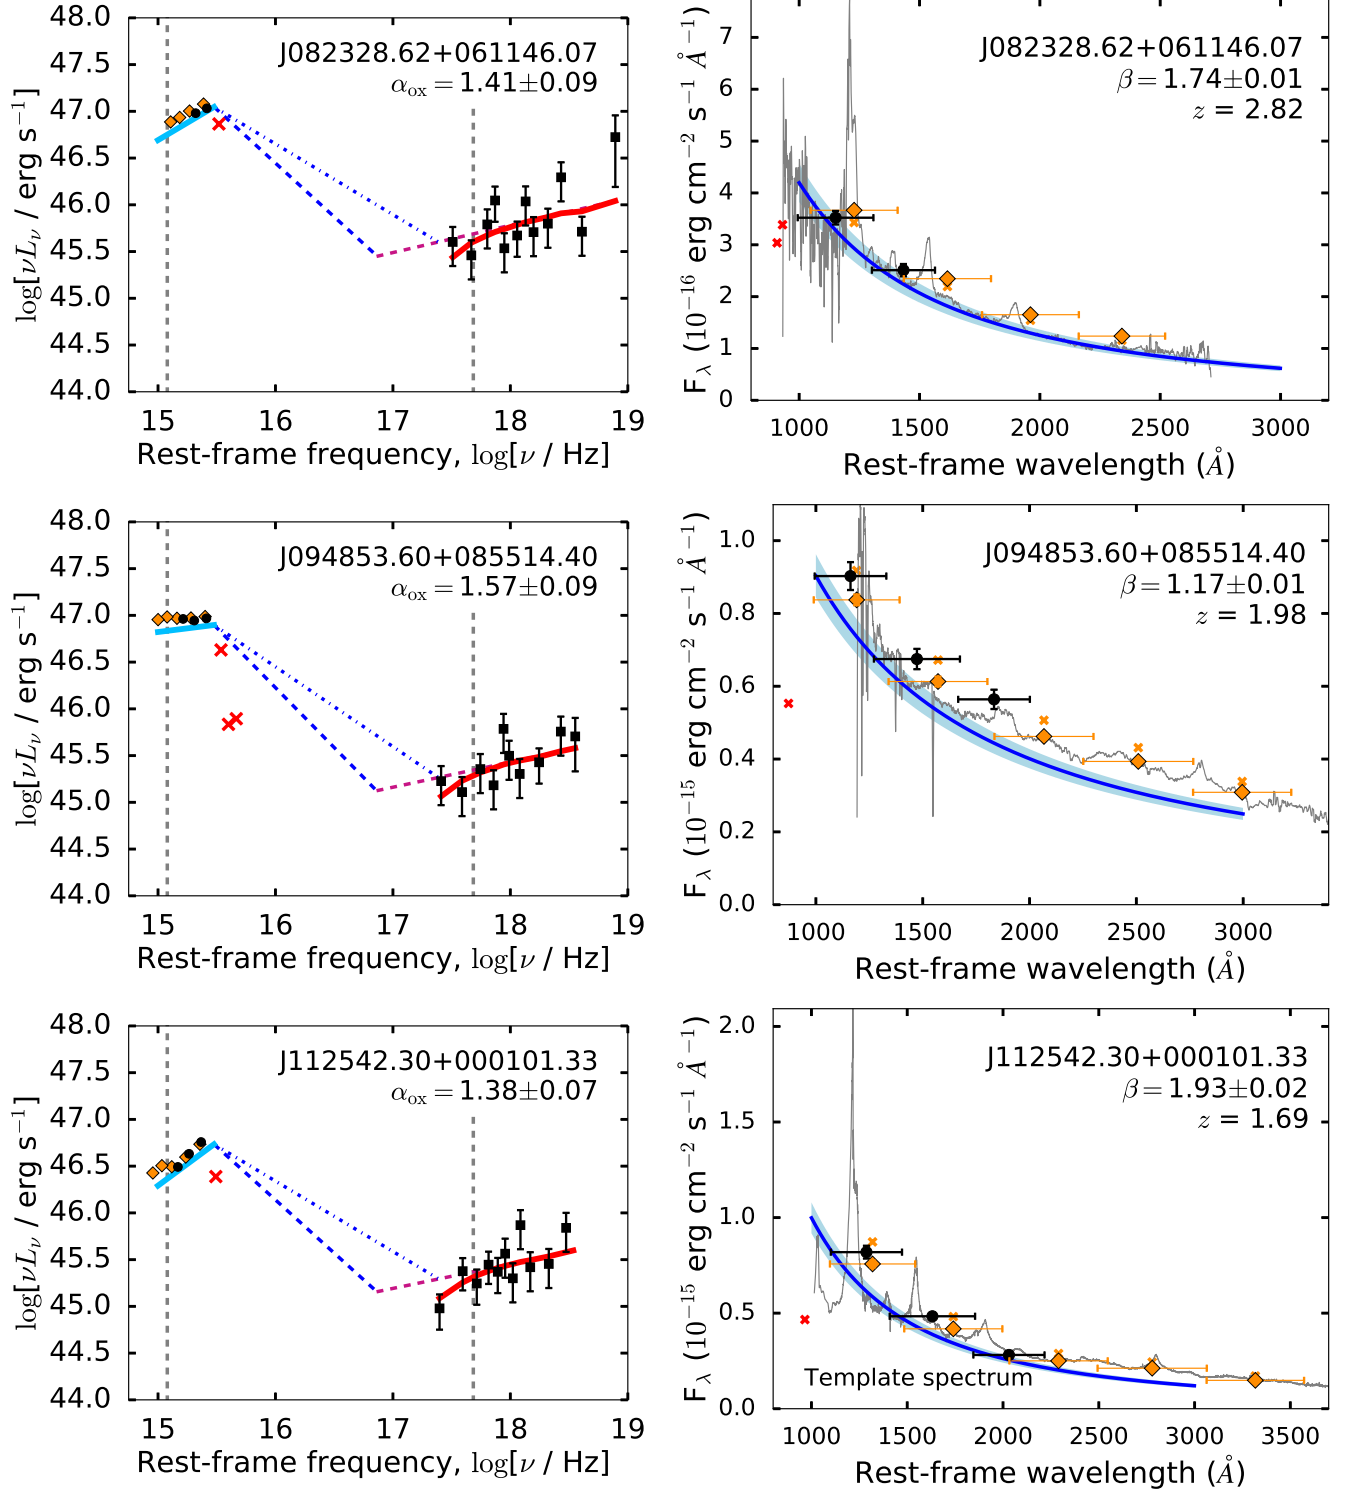 48.0
47.5
47.0
46.5
46.0
45.5
45.0
44.5
44.0
log[νLν / erg s⁻¹]
J082328.62+061146.07
αox = 1.41±0.09
15 16 17 18 19
Rest-frame frequency, log[ν / Hz]
7
6
5
4
3
2
1
0
Fλ (10⁻¹⁶ erg cm⁻² s⁻¹ Å⁻¹)
J082328.62+061146.07
β = 1.74±0.01
z = 2.82
1000 1500 2000 2500 3000
Rest-frame wavelength (Å)
48.0
47.5
47.0
46.5
46.0
45.5
45.0
44.5
44.0
log[νLν / erg s⁻¹]
J094853.60+085514.40
αox = 1.57±0.09
15 16 17 18 19
Rest-frame frequency, log[ν / Hz]
1.0
0.8
0.6
0.4
0.2
0.0
Fλ (10⁻¹⁵ erg cm⁻² s⁻¹ Å⁻¹)
J094853.60+085514.40
β = 1.17±0.01
z = 1.98
1000 1500 2000 2500 3000
Rest-frame wavelength (Å)
48.0
47.5
47.0
46.5
46.0
45.5
45.0
44.5
44.0
log[νLν / erg s⁻¹]
J112542.30+000101.33
αox = 1.38±0.07
15 16 17 18 19
Rest-frame frequency, log[ν / Hz]
2.0
1.5
1.0
0.5
0.0
Fλ (10⁻¹⁵ erg cm⁻² s⁻¹ Å⁻¹)
J112542.30+000101.33
β = 1.93±0.02
z = 1.69
Template spectrum
1000 1500 2000 2500 3000 3500
Rest-frame wavelength (Å)